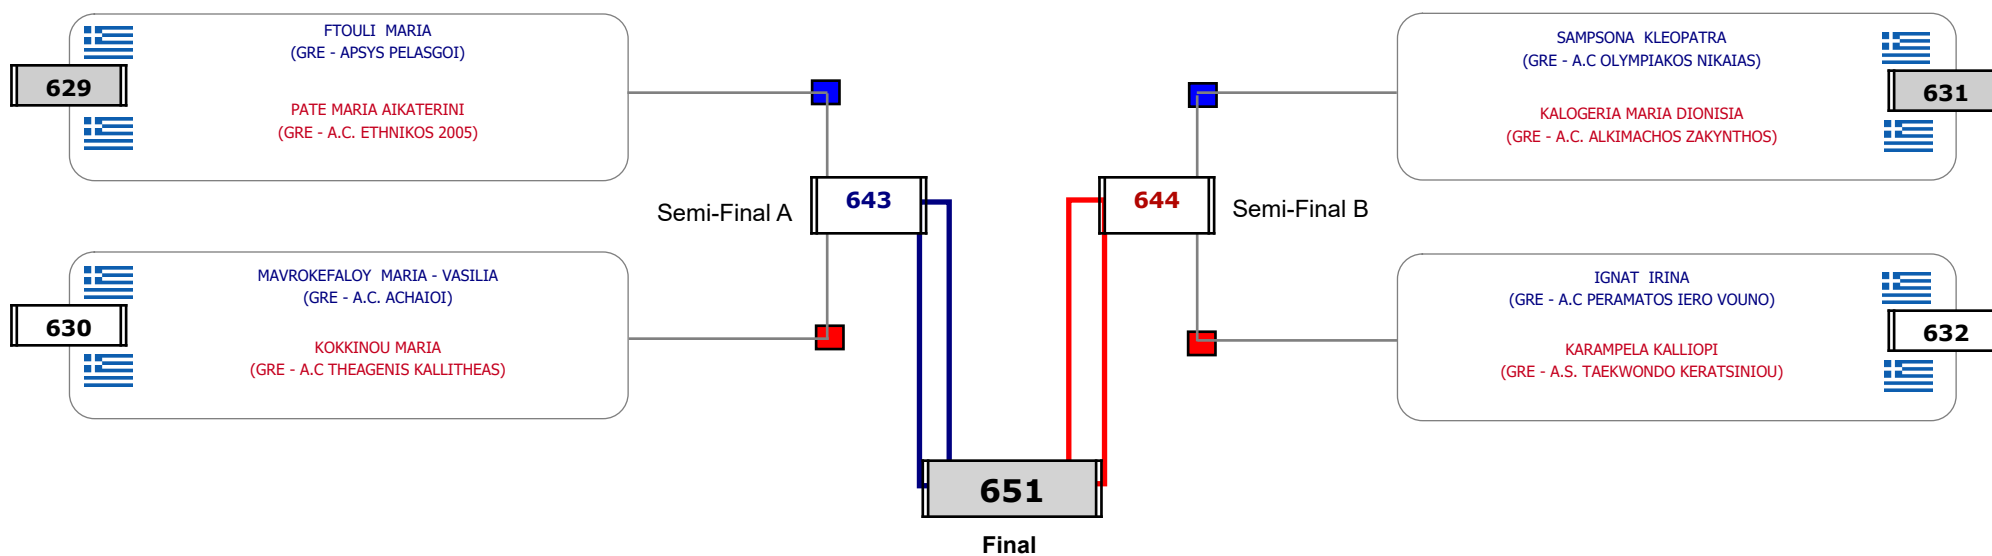 FTOULI MARIA
(GRE - APSYS PELASGOI)
629
PATE MARIA AIKATERINI
(GRE - A.C. ETHNIKOS 2005)
MAVROKEFALOY MARIA - VASILIA
(GRE - A.C. ACHAIOI)
630
KOKKINOU MARIA
(GRE - A.C THEAGENIS KALLITHEAS)
Semi-Final A
643
644
Semi-Final B
SAMPSONA KLEOPATRA
(GRE - A.C OLYMPIAKOS NIKAIAS)
631
KALOGERIA MARIA DIONISIA
(GRE - A.C. ALKIMACHOS ZAKYNTHOS)
IGNAT IRINA
(GRE - A.C PERAMATOS IERO VOUNO)
632
KARAMPELA KALLIOPI
(GRE - A.S. TAEKWONDO KERATSINIOU)
651
Final